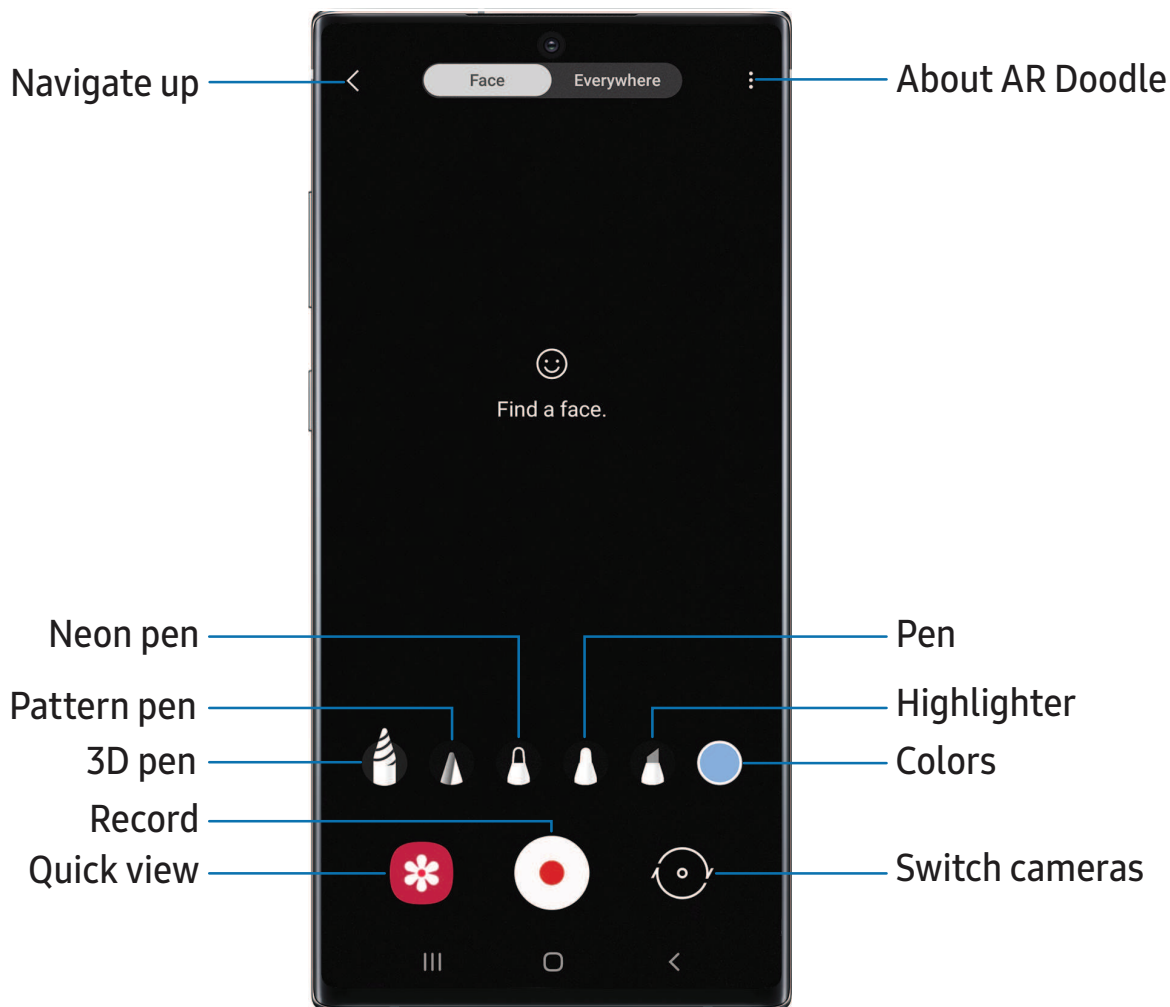 Navigate up
Face
Everywhere
About AR Doodle
Find a face.
Neon pen
Pen
Pattern pen
Highlighter
3D pen
Colors
Record
Quick view
Switch cameras